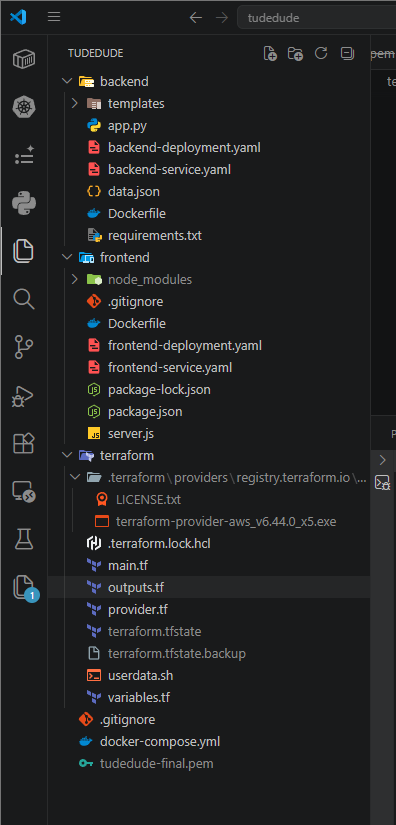 tudedude
TUDEDUDE
pem
backend
templates
te
app.py
backend-deployment.yaml
backend-service.yaml
data.json
Dockerfile
requirements.txt
frontend
node_modules
.gitignore
Dockerfile
frontend-deployment.yaml
frontend-service.yaml
package-lock.json
package.json
server.js
P
terraform
.terraform\providers\registry.terraform.io\...
LICENSE.txt
terraform-provider-aws_v6.44.0_x5.exe
.terraform.lock.hcl
main.tf
outputs.tf
1
provider.tf
terraform.tfstate
terraform.tfstate.backup
userdata.sh
variables.tf
.gitignore
docker-compose.yml
tudedude-final.pem